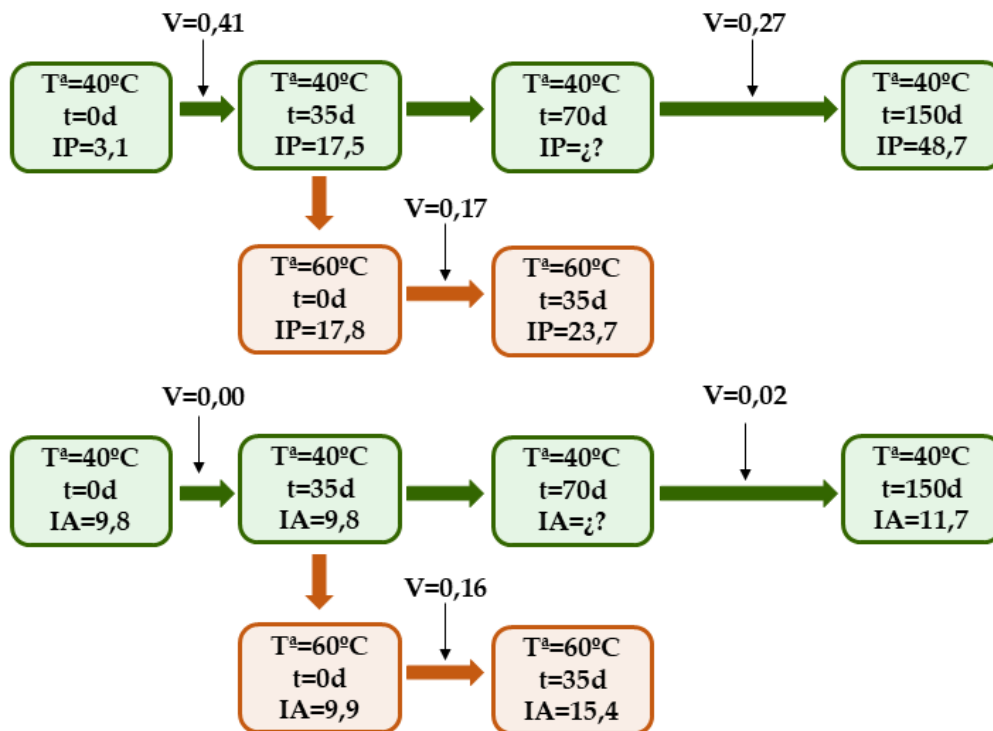 V=0,41
V=0,27
Tª=40ºC
t=0d
IP=3,1
Tª=40ºC
t=35d
IP=17,5
Tª=40ºC
t=70d
IP=¿?
Tª=40ºC
t=150d
IP=48,7
V=0,17
Tª=60ºC
t=0d
IP=17,8
Tª=60ºC
t=35d
IP=23,7
V=0,00
V=0,02
Tª=40ºC
t=0d
IA=9,8
Tª=40ºC
t=35d
IA=9,8
Tª=40ºC
t=70d
IA=¿?
Tª=40ºC
t=150d
IA=11,7
V=0,16
Tª=60ºC
t=0d
IA=9,9
Tª=60ºC
t=35d
IA=15,4